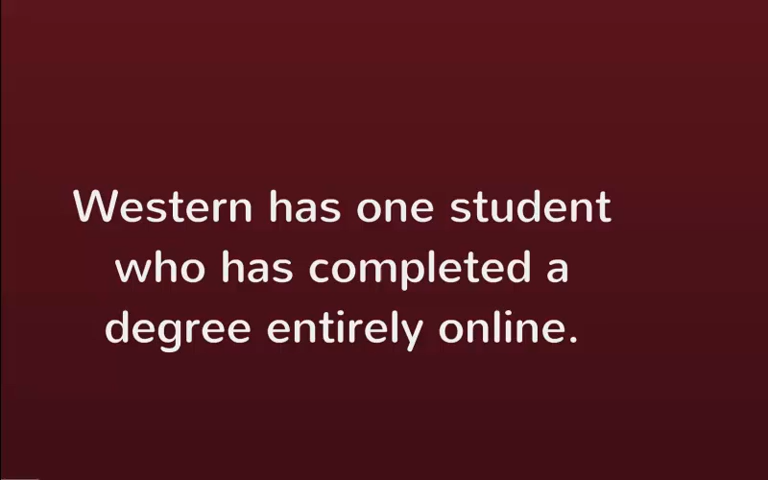 Western has one student
who has completed a
degree entirely online.